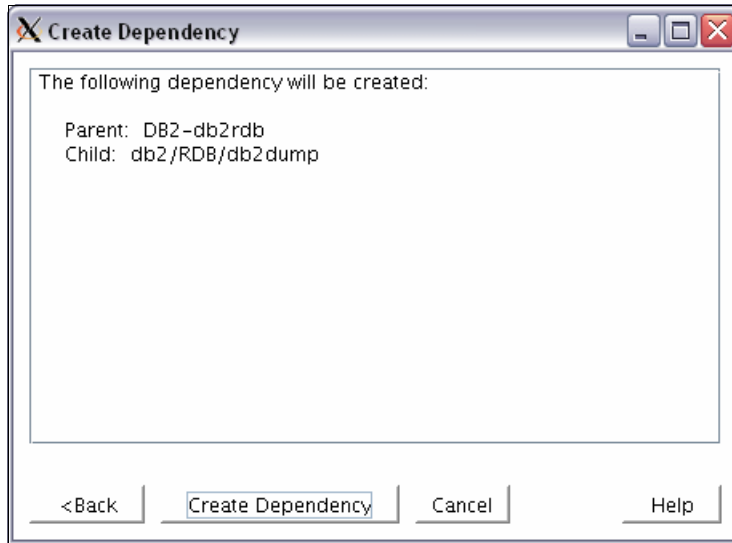 Create Dependency
The following dependency will be created:
Parent: DB2-db2rdb
Child: db2/RDB/db2dump
<Back Create Dependency Cancel Help